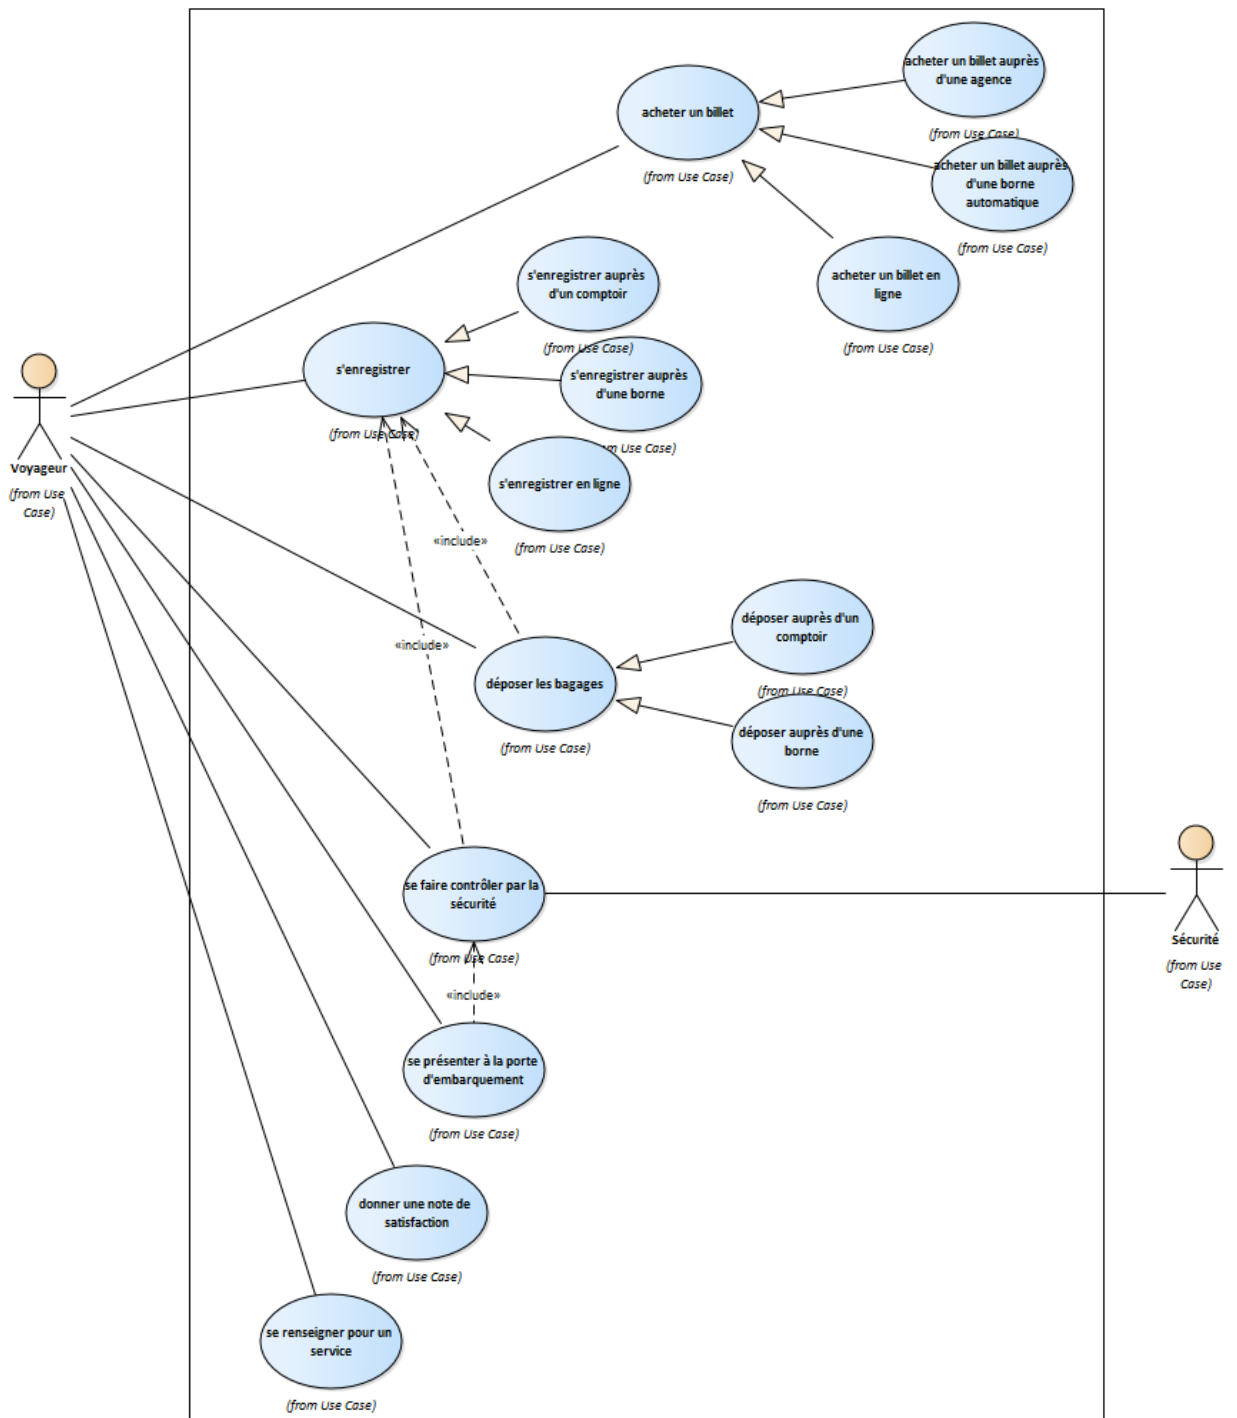 acheter un billet auprès
d'une agence
(from Use Case)
acheter un billet
(from Use Case)
acheter un billet auprès
d'une borne
automatique
(from Use Case)
acheter un billet en
ligne
(from Use Case)
s'enregistrer auprès
d'un comptoir
(from Use Case)
s'enregistrer
(from Use Case)
s'enregistrer auprès
d'une borne
(from Use Case)
s'enregistrer en ligne
(from Use Case)
Voyageur
(from Use
Case)
«include»
«include»
déposer auprès d'un
comptoir
(from Use Case)
déposer les bagages
(from Use Case)
déposer auprès d'une
borne
(from Use Case)
se faire contrôler par la
sécurité
(from Use Case)
Sécurité
(from Use
Case)
«include»
se présenter à la porte
d'embarquement
(from Use Case)
donner une note de
satisfaction
(from Use Case)
se renseigner pour un
service
(from Use Case)